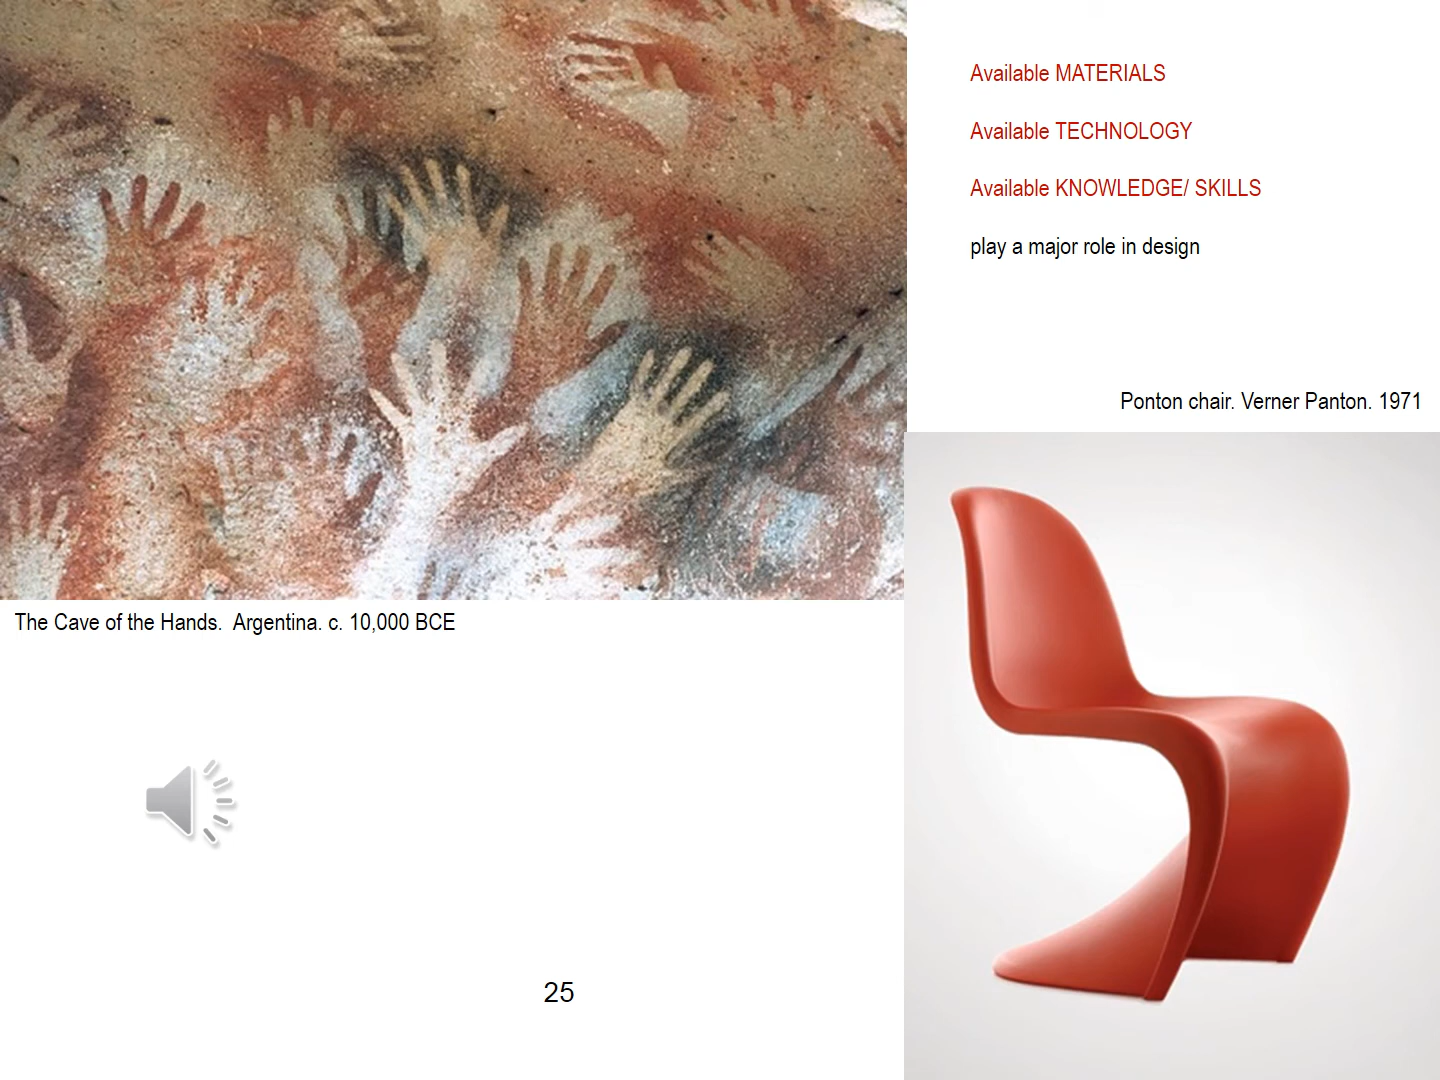 Available MATERIALS
Available TECHNOLOGY
Available KNOWLEDGE/ SKILLS
play a major role in design
Ponton chair. Verner Panton. 1971
The Cave of the Hands.  Argentina. c. 10,000 BCE
25